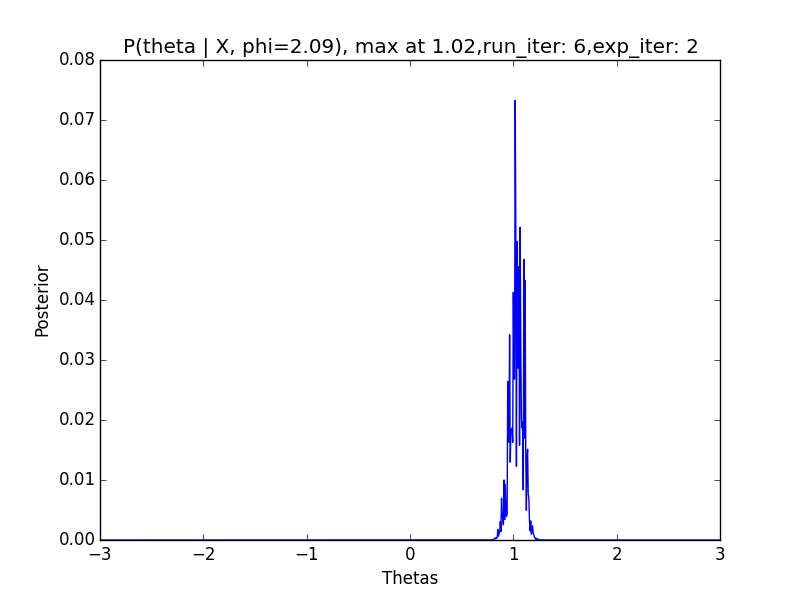 P(theta | X, phi=2.09), max at 1.02,run_iter: 6,exp_iter: 2
0.08
0.07
0.06
0.05
0.04
0.03
0.02
0.01
0.00
Posterior
−3 −2 −1 0 1 2 3
Thetas